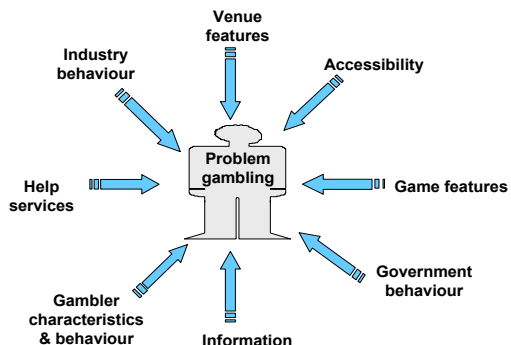 Venue
features
Industry
behaviour
Accessibility
Problem
gambling
Help
services
Game features
Government
behaviour
Gambler
characteristics
& behaviour
Information